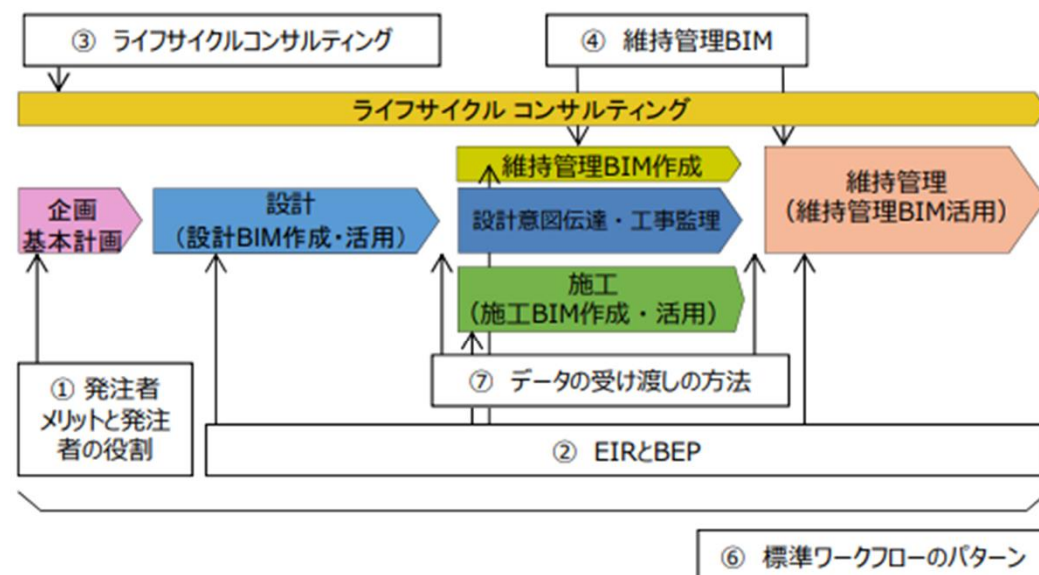 ③ ライフサイクルコンサルティング
④ 維持管理BIM
ライフサイクル コンサルティング
維持管理BIM作成
企画
基本計画
設計
（設計BIM作成・活用）
設計意図伝達・工事監理
維持管理
（維持管理BIM活用）
施工
（施工BIM作成・活用）
① 発注者
メリットと発注
者の役割
⑦ データの受け渡しの方法
② EIRとBEP
⑥ 標準ワークフローのパターン